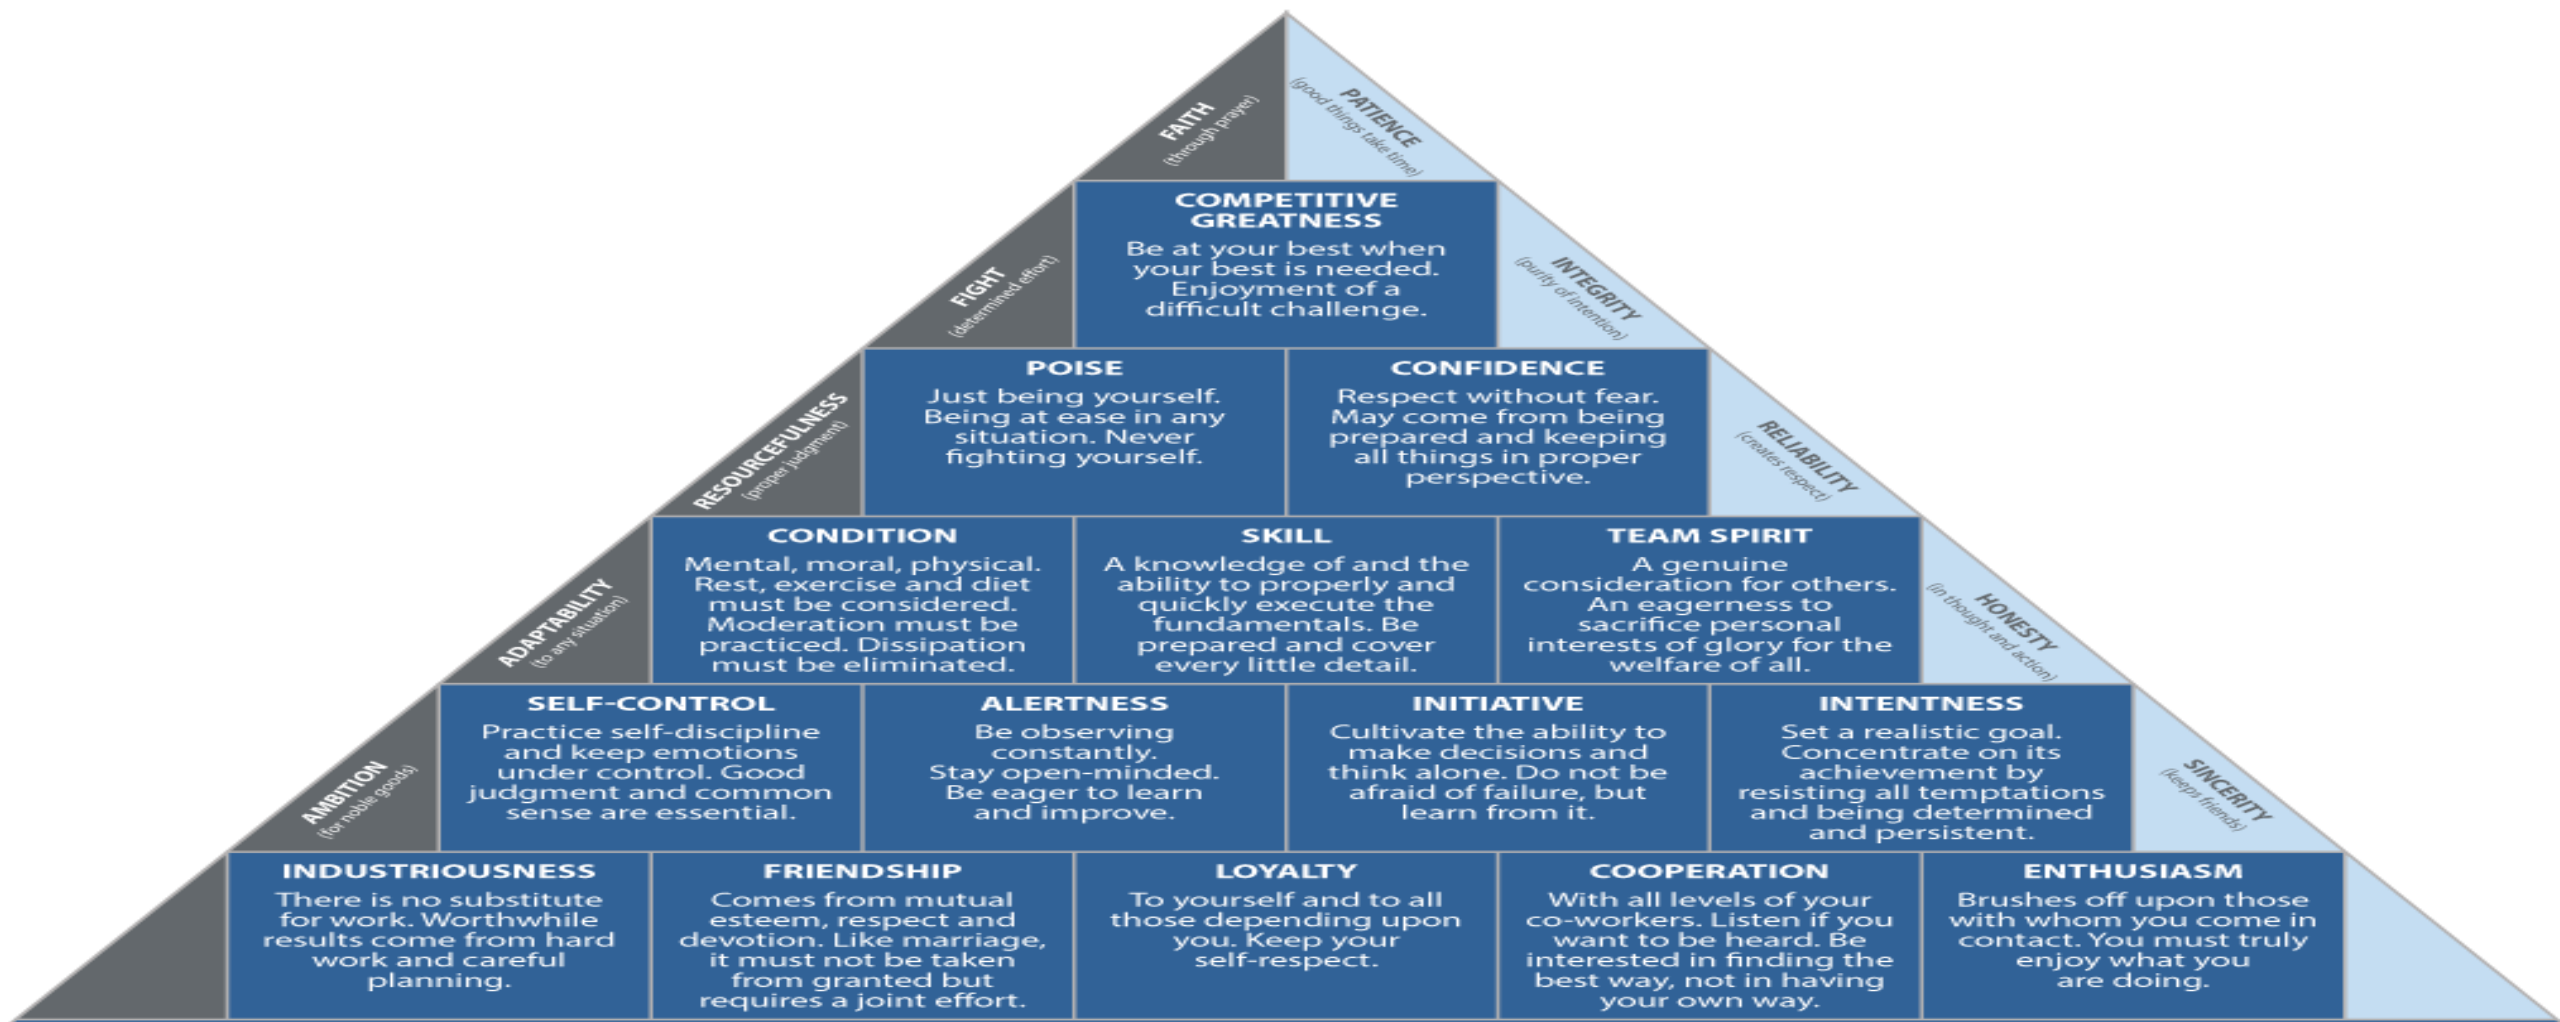 FAITH
(through prayer)
PATIENCE
(good things take time)
COMPETITIVE
GREATNESS
Be at your best when
your best is needed.
Enjoyment of a
difficult challenge.
FIGHT
(determined effort)
INTEGRITY
(purity of intention)
POISE
Just being yourself.
Being at ease in any
situation. Never
fighting yourself.
CONFIDENCE
Respect without fear.
May come from being
prepared and keeping
all things in proper
perspective.
RESOURCEFULNESS
(proper judgment)
RELIABILITY
(creates respect)
CONDITION
Mental, moral, physical.
Rest, exercise and diet
must be considered.
Moderation must be
practiced. Dissipation
must be eliminated.
SKILL
A knowledge of and the
ability to properly and
quickly execute the
fundamentals. Be
prepared and cover
every little detail.
TEAM SPIRIT
A genuine
consideration for others.
An eagerness to
sacrifice personal
interests of glory for the
welfare of all.
ADAPTABILITY
(to any situation)
HONESTY
(in thought and action)
SELF-CONTROL
Practice self-discipline
and keep emotions
under control. Good
judgment and common
sense are essential.
ALERTNESS
Be observing
constantly.
Stay open-minded.
Be eager to learn
and improve.
INITIATIVE
Cultivate the ability to
make decisions and
think alone. Do not be
afraid of failure, but
learn from it.
INTENTNESS
Set a realistic goal.
Concentrate on its
achievement by
resisting all temptations
and being determined
and persistent.
AMBITION
(for noble goods)
SINCERITY
(keeps friends)
INDUSTRIOUSNESS
There is no substitute
for work. Worthwhile
results come from hard
work and careful
planning.
FRIENDSHIP
Comes from mutual
esteem, respect and
devotion. Like marriage,
it must not be taken
from granted but
requires a joint effort.
LOYALTY
To yourself and to all
those depending upon
you. Keep your
self-respect.
COOPERATION
With all levels of your
co-workers. Listen if you
want to be heard. Be
interested in finding the
best way, not in having
your own way.
ENTHUSIASM
Brushes off upon those
with whom you come in
contact. You must truly
enjoy what you
are doing.